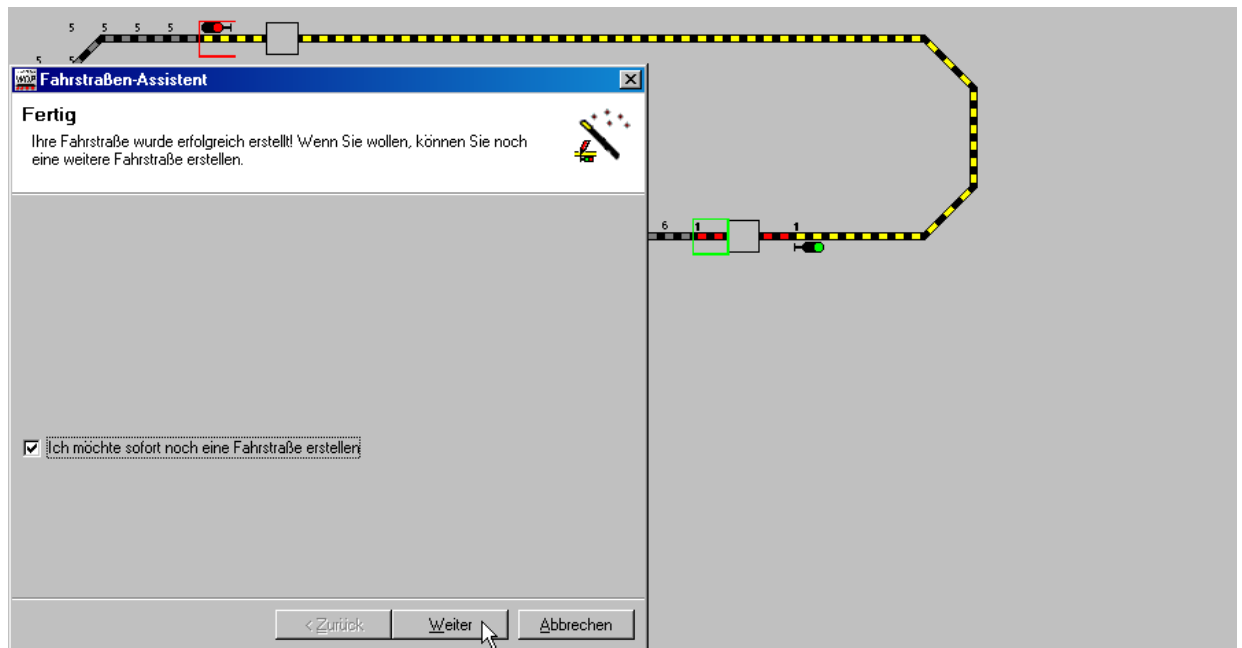 5 5 5 5
5 5
Fahrstraßen-Assistent
Fertig
Ihre Fahrstraße wurde erfolgreich erstellt! Wenn Sie wollen, können Sie noch
eine weitere Fahrstraße erstellen.
6 1 1
Ich möchte sofort noch eine Fahrstraße erstellen
< Zurück Weiter Abbrechen